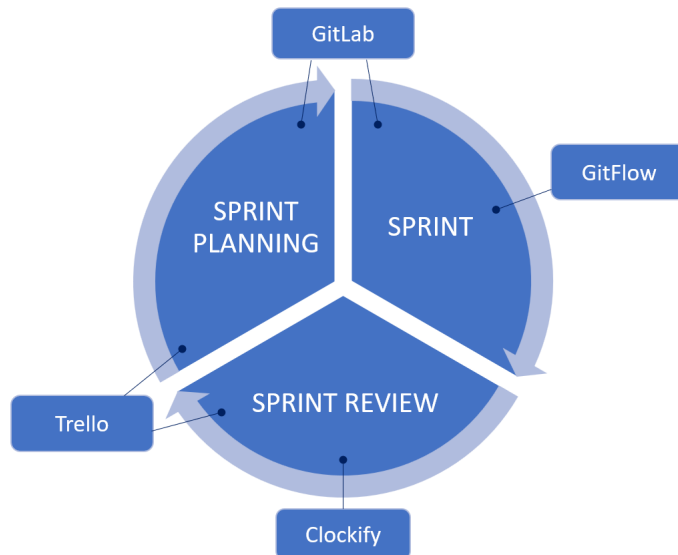 GitLab
GitFlow
SPRINT
PLANNING
SPRINT
SPRINT REVIEW
Trello
Clockify